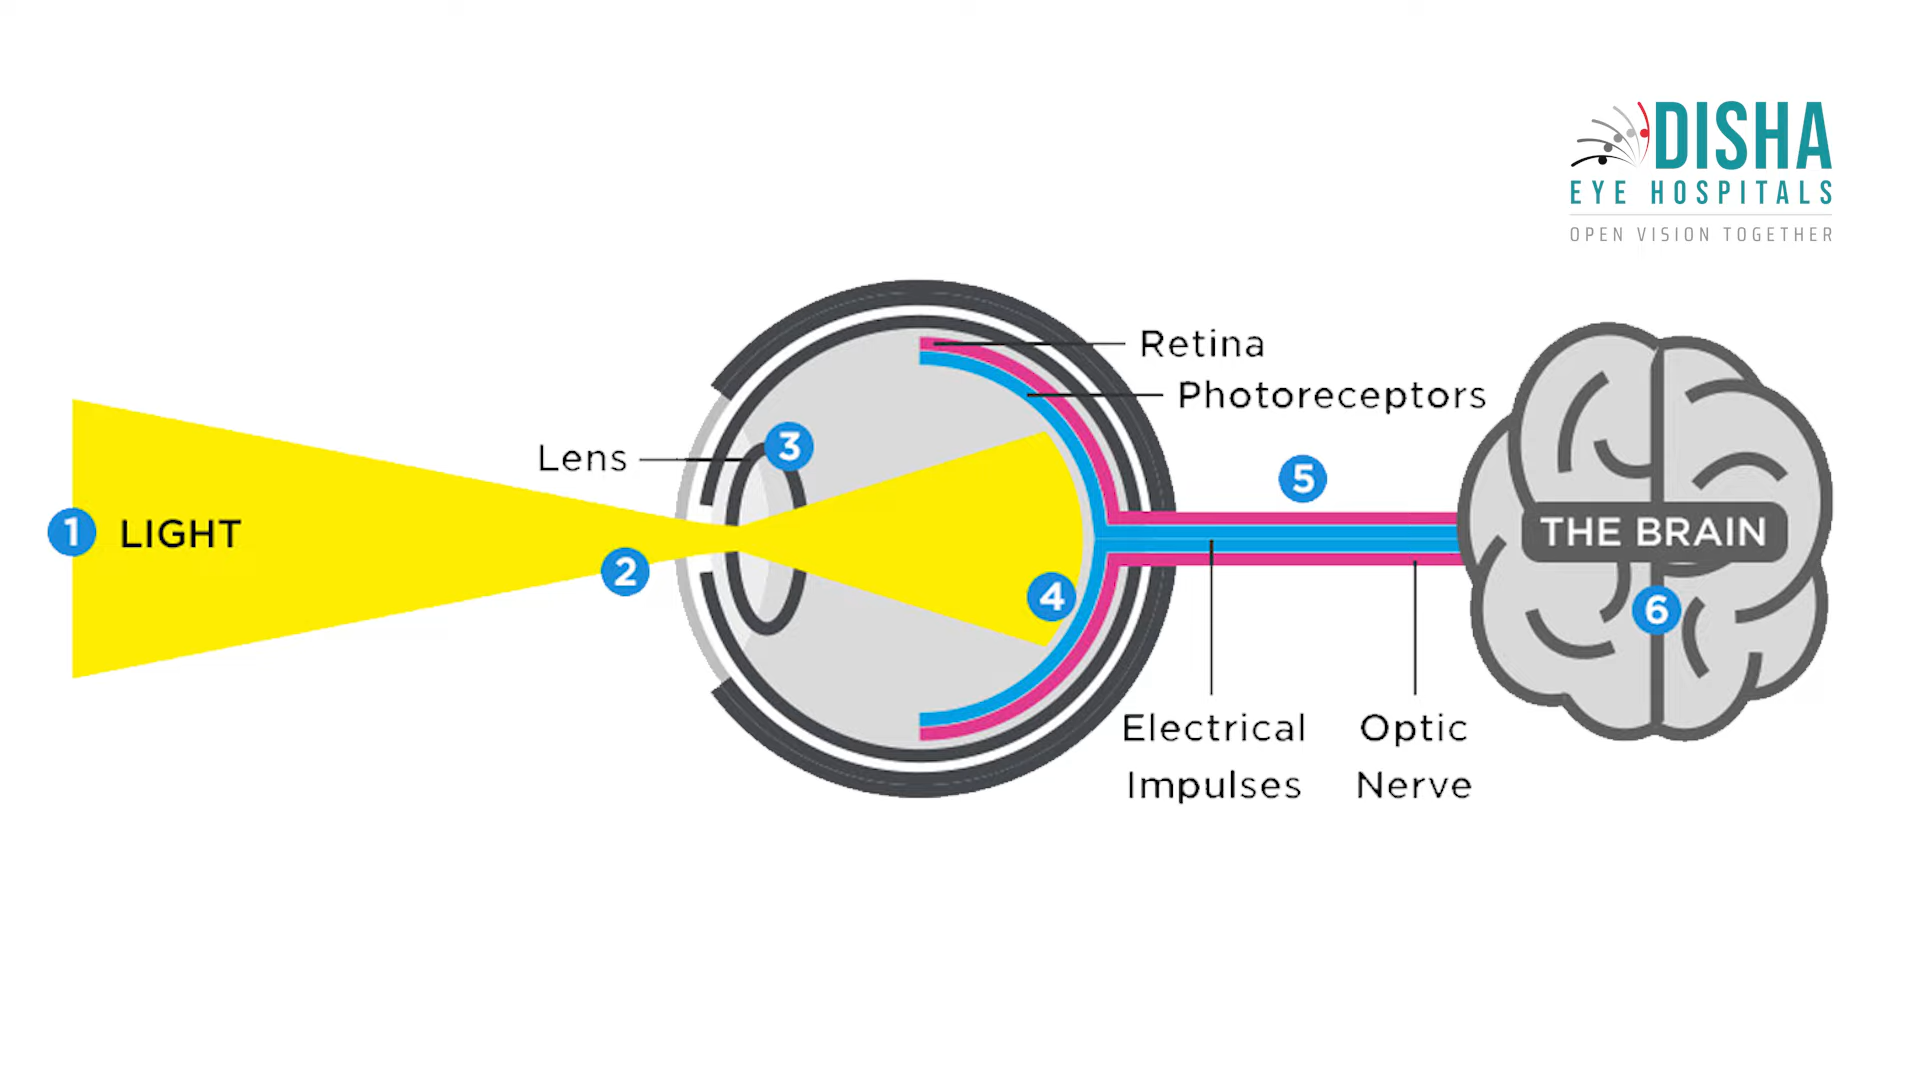 DISHA
EYE HOSPITALS
OPEN VISION TOGETHER
Retina
Photoreceptors
Lens
3
5
1 LIGHT
2
4
THE BRAIN
6
Electrical
Impulses
Optic
Nerve